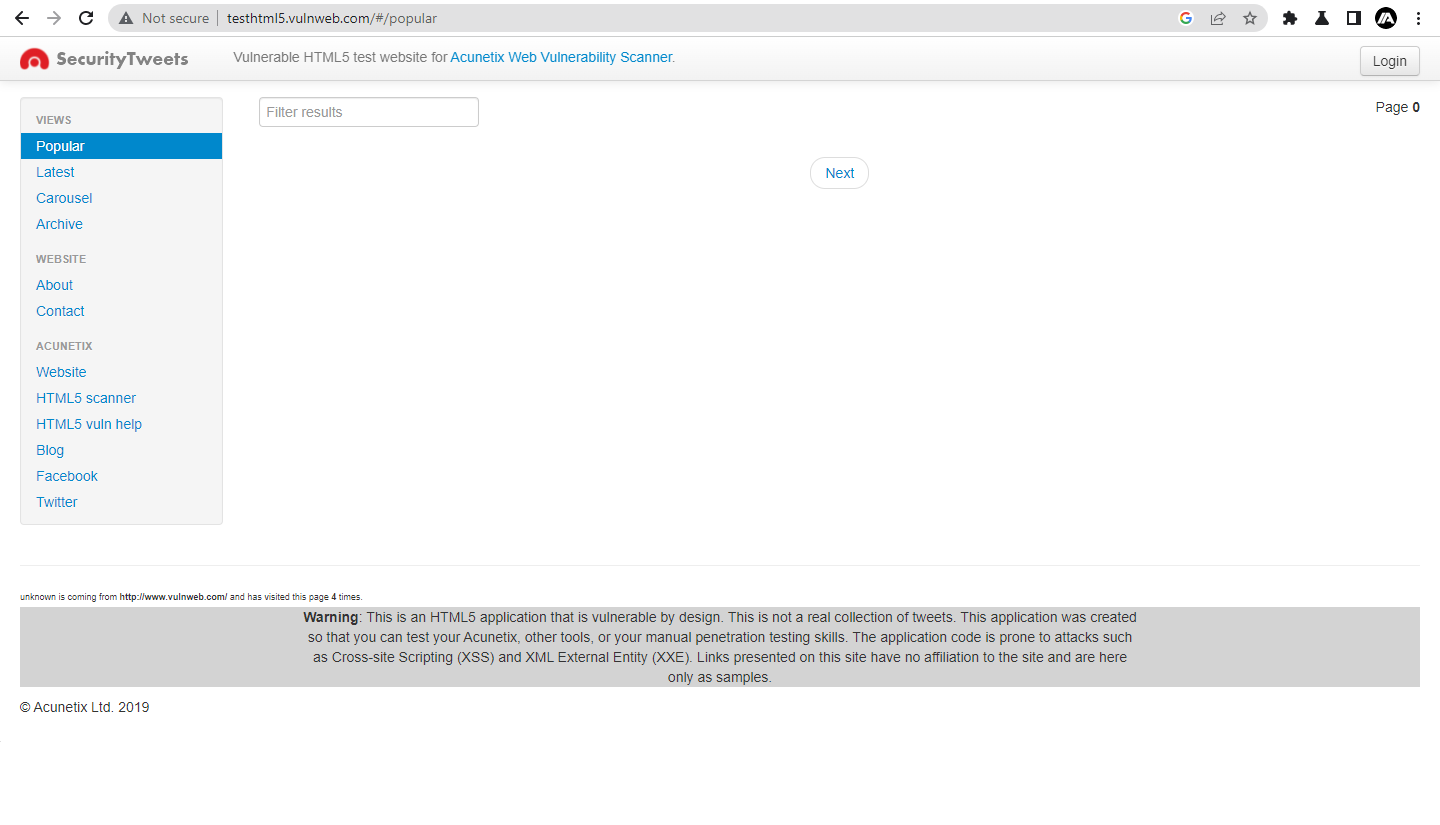 Not secure | testhtml5.vulnweb.com/#/popular
SecurityTweets
Vulnerable HTML5 test website for Acunetix Web Vulnerability Scanner.
Login
VIEWS
Popular
Latest
Carousel
Archive
WEBSITE
About
Contact
ACUNETIX
Website
HTML5 scanner
HTML5 vuln help
Blog
Facebook
Twitter
Filter results
Page 0
Next
unknown is coming from http://www.vulnweb.com/ and has visited this page 4 times.
Warning: This is an HTML5 application that is vulnerable by design. This is not a real collection of tweets. This application was created
so that you can test your Acunetix, other tools, or your manual penetration testing skills. The application code is prone to attacks such
as Cross-site Scripting (XSS) and XML External Entity (XXE). Links presented on this site have no affiliation to the site and are here
only as samples.
© Acunetix Ltd. 2019